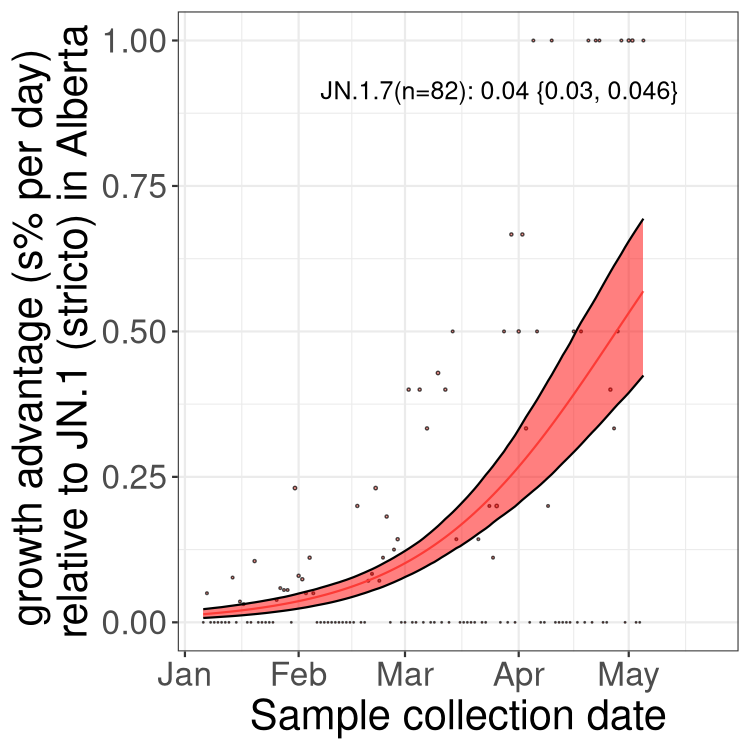 growth advantage (s% per day)
relative to JN.1 (stricto) in Alberta
1.00
0.75
0.50
0.25
0.00
JN.1.7(n=82): 0.04 {0.03, 0.046}
Jan Feb Mar Apr May
Sample collection date